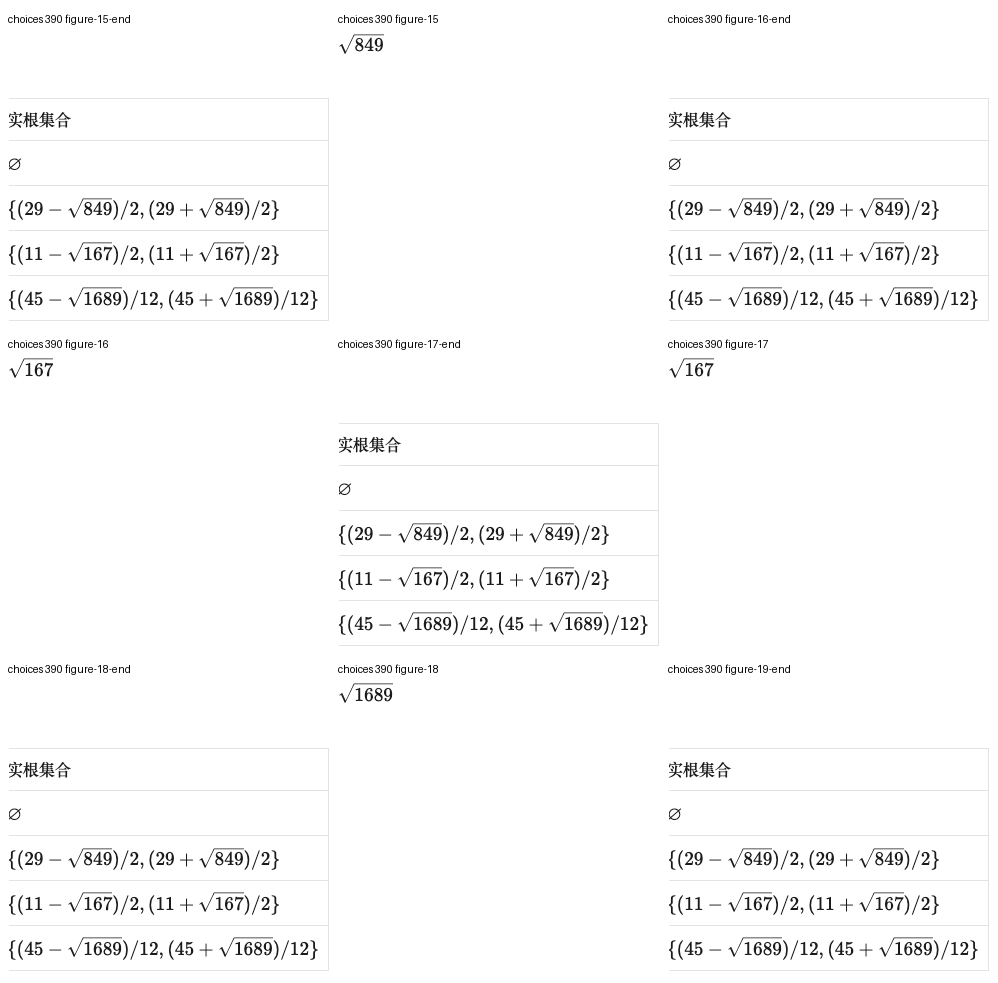 choices390 figure-15-end choices390 figure-15 choices390 figure-16-end
√849
实根集合 实根集合
∅ ∅
{(29 − √849)/2, (29 + √849)/2} {(29 − √849)/2, (29 + √849)/2}
{(11 − √167)/2, (11 + √167)/2} {(11 − √167)/2, (11 + √167)/2}
{(45 − √1689)/12, (45 + √1689)/12} {(45 − √1689)/12, (45 + √1689)/12}
choices390 figure-16 choices390 figure-17-end choices390 figure-17
√167 √167
实根集合
∅
{(29 − √849)/2, (29 + √849)/2}
{(11 − √167)/2, (11 + √167)/2}
{(45 − √1689)/12, (45 + √1689)/12}
choices390 figure-18-end choices390 figure-18 choices390 figure-19-end
√1689
实根集合 实根集合
∅ ∅
{(29 − √849)/2, (29 + √849)/2} {(29 − √849)/2, (29 + √849)/2}
{(11 − √167)/2, (11 + √167)/2} {(11 − √167)/2, (11 + √167)/2}
{(45 − √1689)/12, (45 + √1689)/12} {(45 − √1689)/12, (45 + √1689)/12}